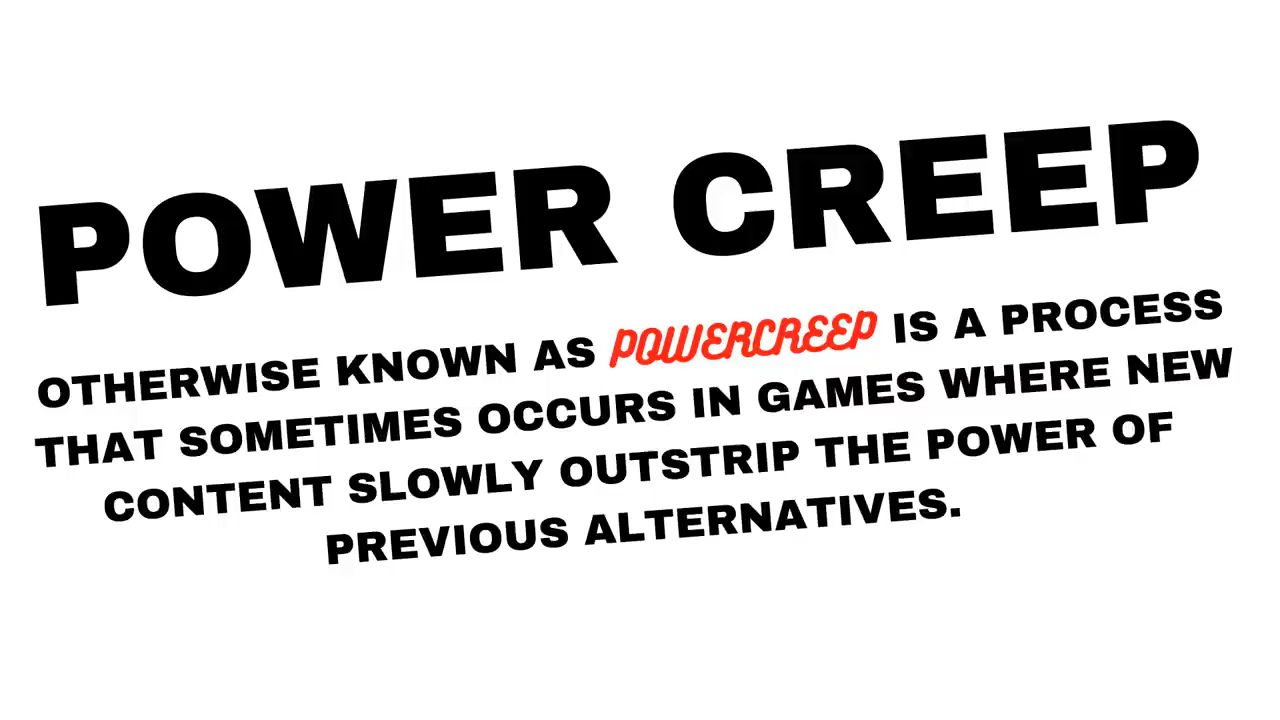 POWER CREEP
OTHERWISE KNOWN AS POWERCREEP IS A PROCESS
THAT SOMETIMES OCCURS IN GAMES WHERE NEW
CONTENT SLOWLY OUTSTRIP THE POWER OF
PREVIOUS ALTERNATIVES.